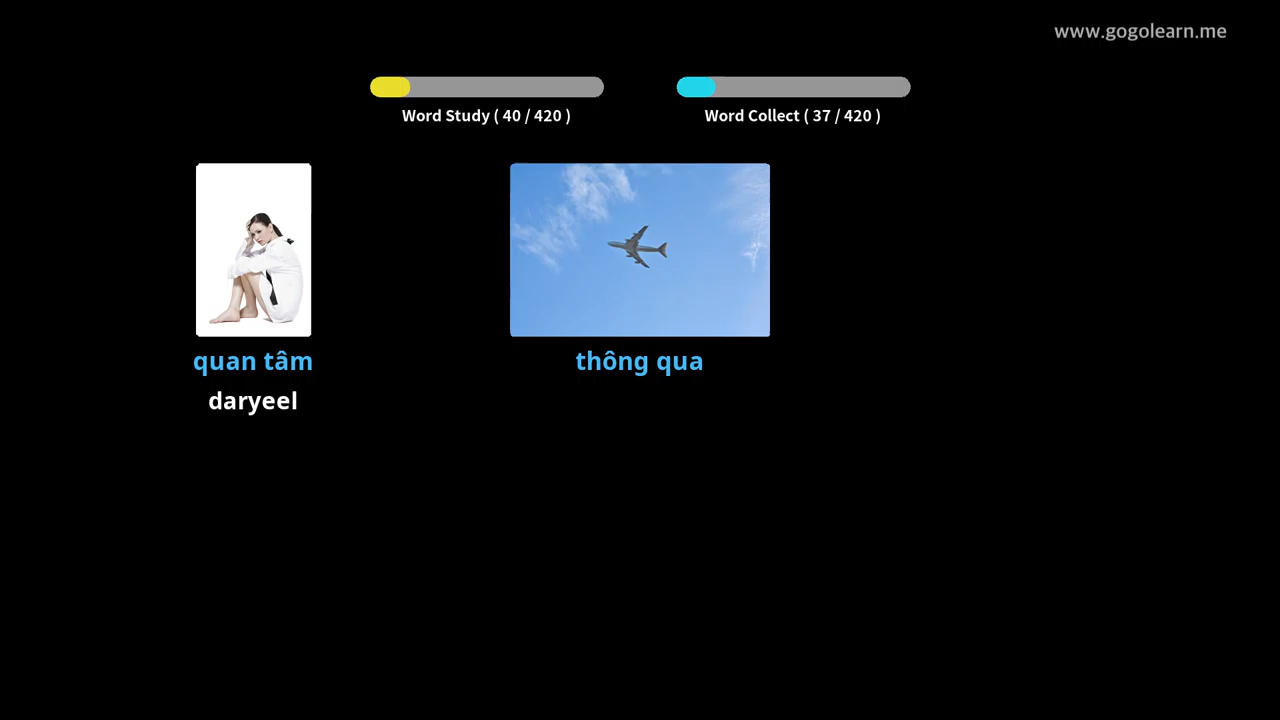 www.gogolearn.me
Word Study ( 40 / 420 )
Word Collect ( 37 / 420 )
quan tâm
daryeel
thông qua